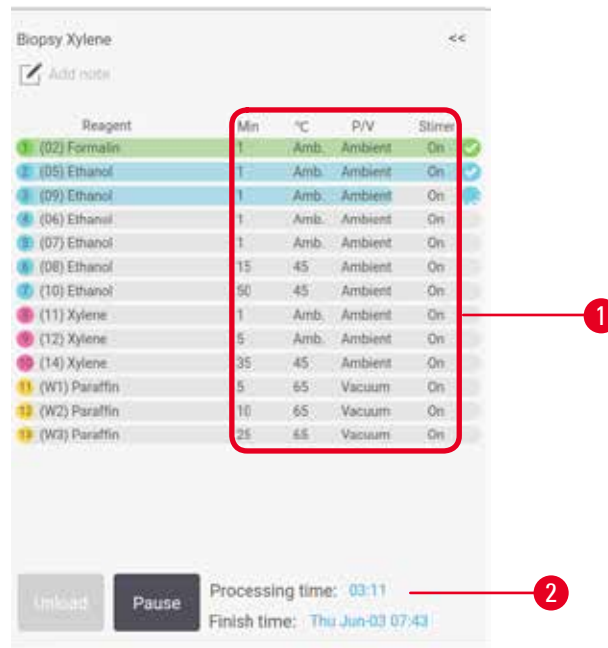 Biopsy Xylene <<
Add note
Reagent Min °C P/V Stirrer
1 (02) Formalin 1 Amb. Ambient On
2 (05) Ethanol 1 Amb. Ambient On
3 (09) Ethanol 1 Amb. Ambient On
4 (06) Ethanol 1 Amb. Ambient On
5 (07) Ethanol 1 Amb. Ambient On
6 (08) Ethanol 15 45 Ambient On
7 (10) Ethanol 50 45 Ambient On
8 (11) Xylene 1 Amb. Ambient On
9 (12) Xylene 5 Amb. Ambient On
10 (14) Xylene 35 45 Ambient On
11 (W1) Paraffin 5 65 Vacuum On
12 (W2) Paraffin 10 65 Vacuum On
13 (W3) Paraffin 25 65 Vacuum On
1
Unload Pause Processing time: 03:11 2
Finish time: Thu Jun-03 07:43